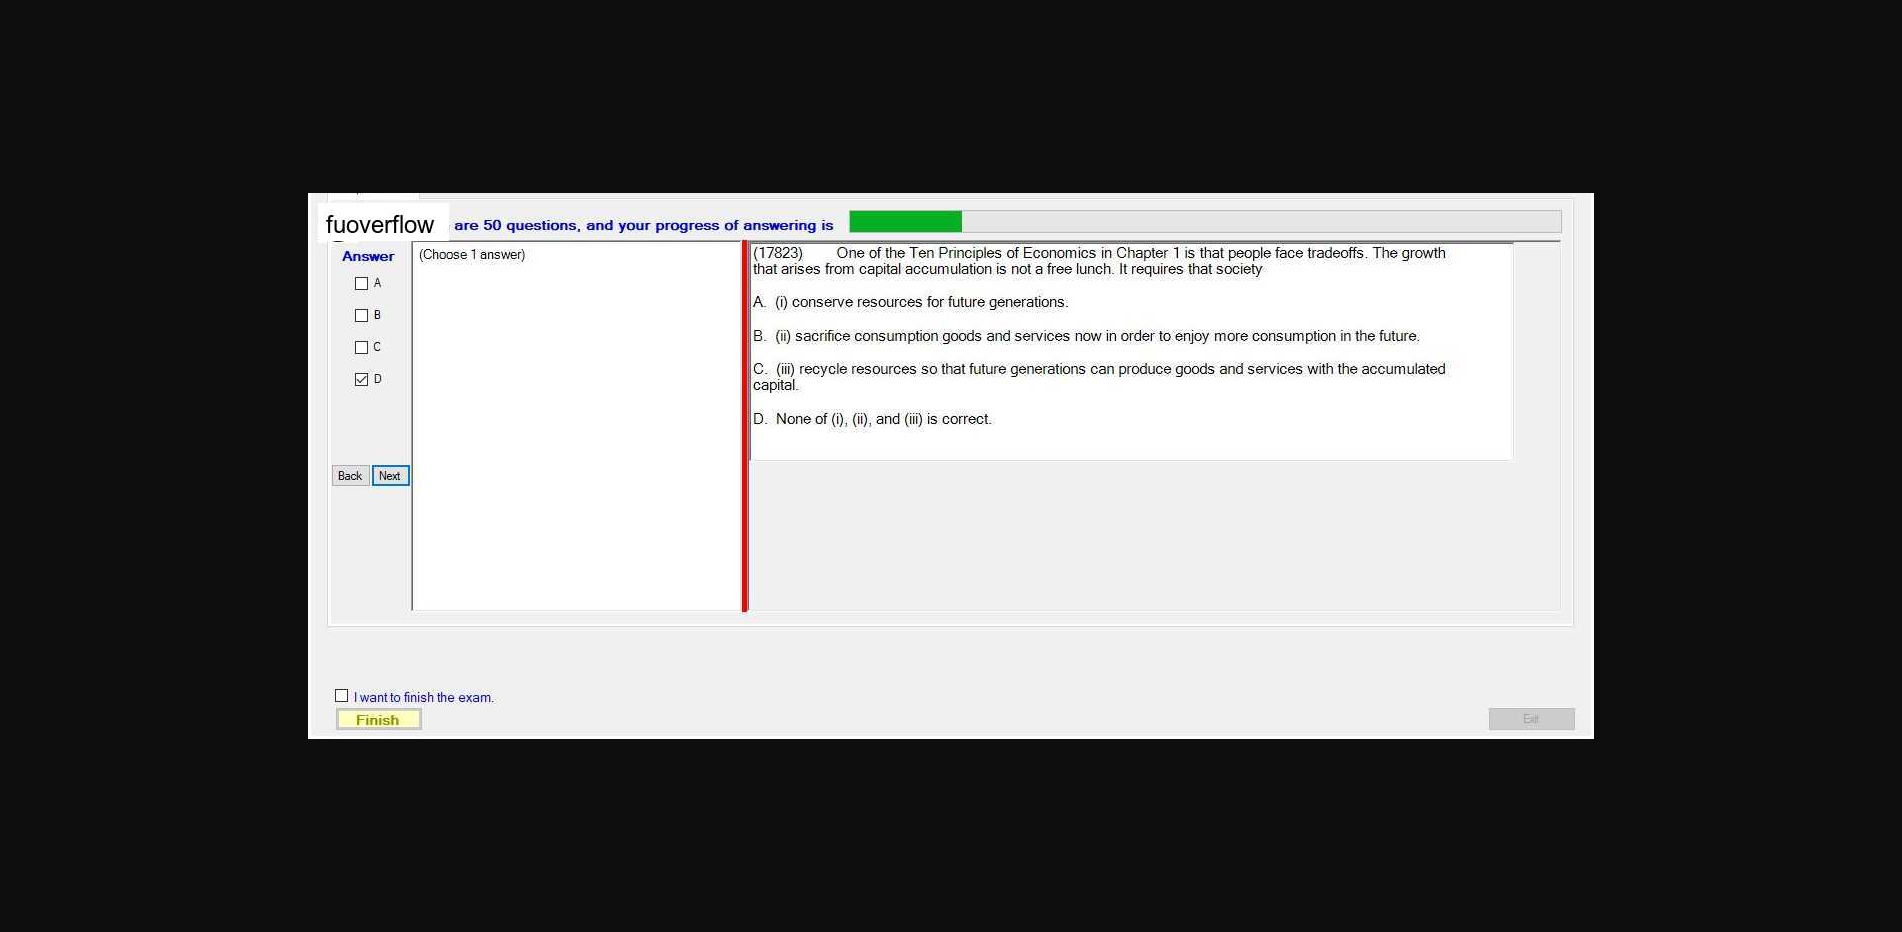 fuoverflow are 50 questions, and your progress of answering is
Answer
(Choose 1 answer)
A
B
C
D
Back Next
(17823) One of the Ten Principles of Economics in Chapter 1 is that people face tradeoffs. The growth
that arises from capital accumulation is not a free lunch. It requires that society
A. (i) conserve resources for future generations.
B. (ii) sacrifice consumption goods and services now in order to enjoy more consumption in the future.
C. (iii) recycle resources so that future generations can produce goods and services with the accumulated
capital.
D. None of (i), (ii), and (iii) is correct.
I want to finish the exam.
Finish
Exit